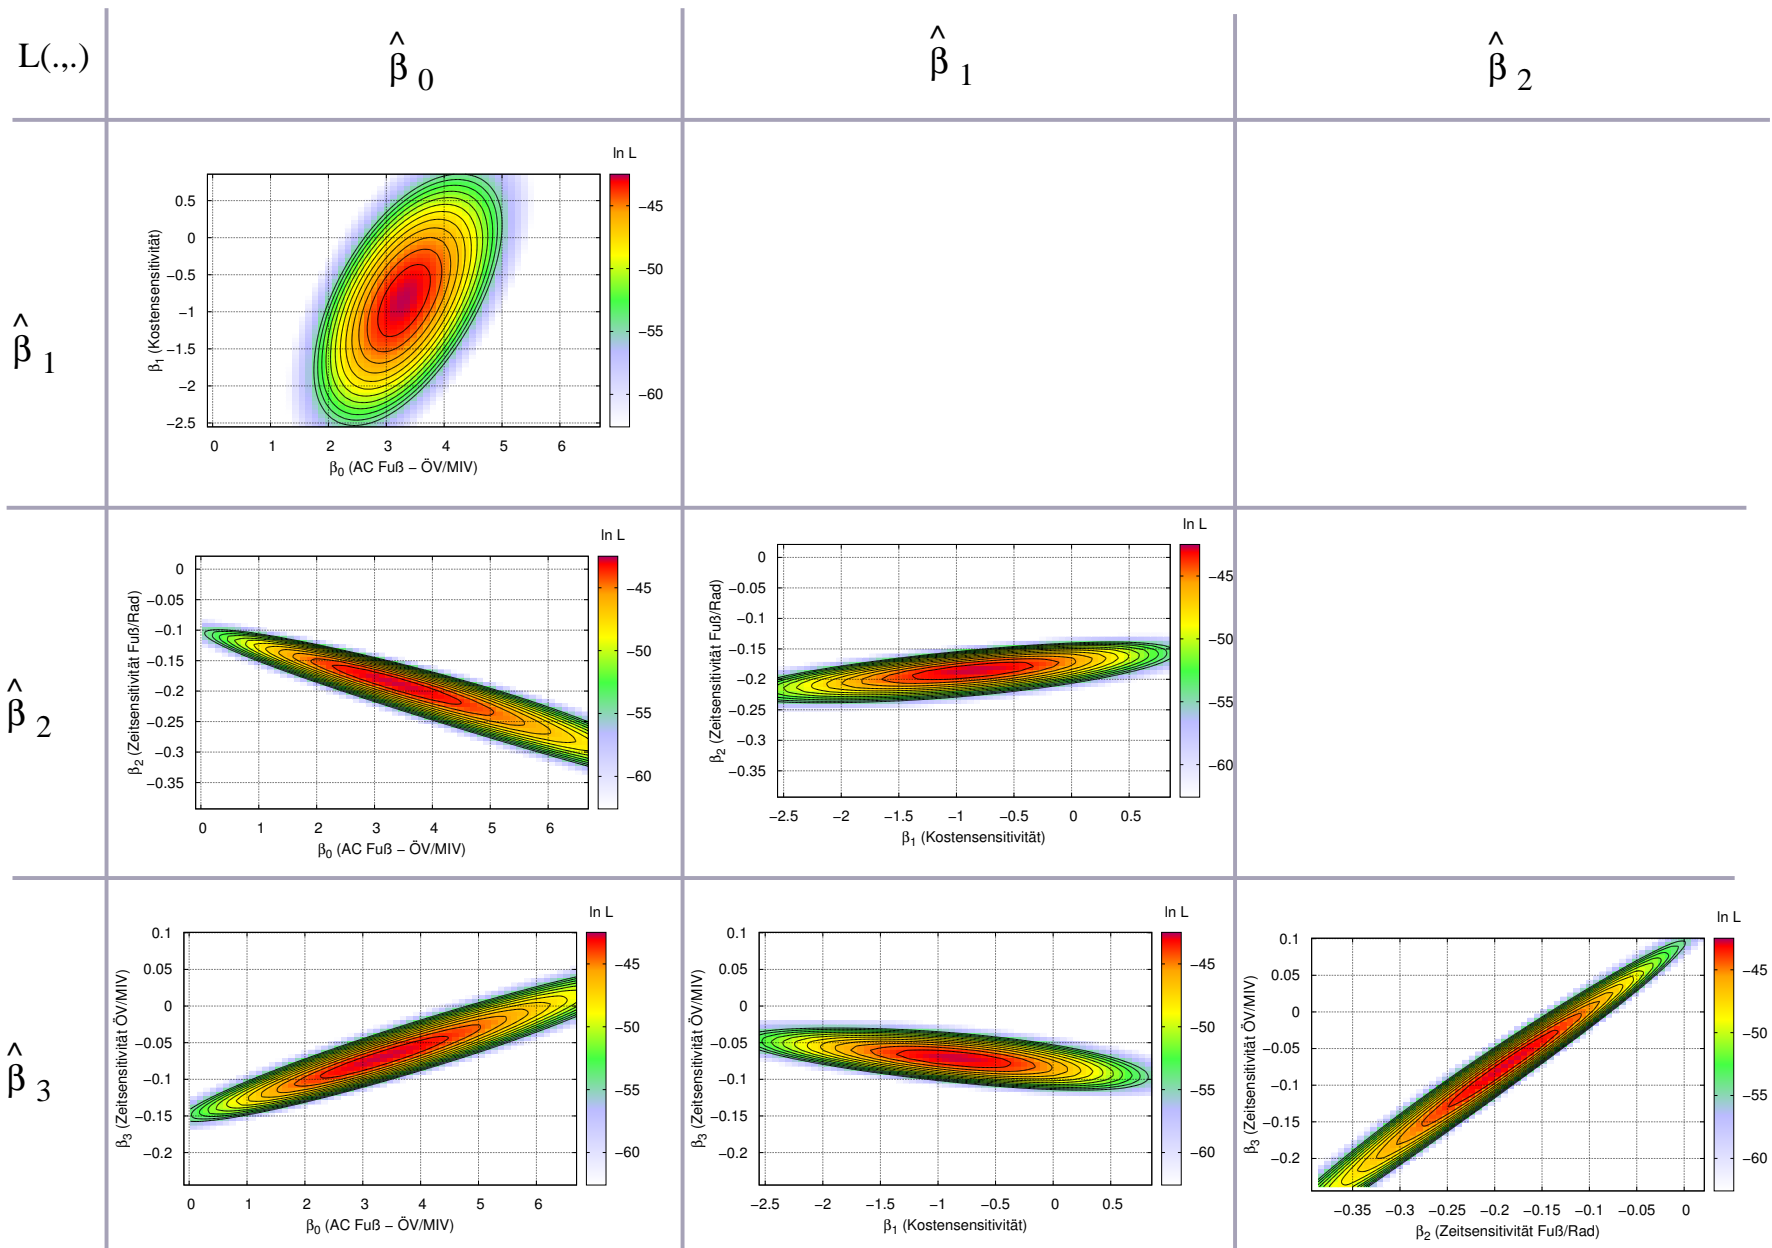 L(.,.)
β̂ 0
β̂ 1
β̂ 2
β̂ 1
ln L
0.5
0
−0.5
−1
−1.5
−2
−2.5
β1 (Kostensensitivität)
0 1 2 3 4 5 6
β0 (AC Fuß − ÖV/MIV)
−45
−50
−55
−60
β̂ 2
ln L
0
−0.05
−0.1
−0.15
−0.2
−0.25
−0.3
−0.35
β2 (Zeitsensitivität Fuß/Rad)
0 1 2 3 4 5 6
β0 (AC Fuß − ÖV/MIV)
−45
−50
−55
−60
ln L
0
−0.05
−0.1
−0.15
−0.2
−0.25
−0.3
−0.35
β2 (Zeitsensitivität Fuß/Rad)
−2.5 −2 −1.5 −1 −0.5 0 0.5
β1 (Kostensensitivität)
−45
−50
−55
−60
β̂ 3
ln L
0.1
0.05
0
−0.05
−0.1
−0.15
−0.2
β3 (Zeitsensitivität ÖV/MIV)
0 1 2 3 4 5 6
β0 (AC Fuß − ÖV/MIV)
−45
−50
−55
−60
ln L
0.1
0.05
0
−0.05
−0.1
−0.15
−0.2
β3 (Zeitsensitivität ÖV/MIV)
−2.5 −2 −1.5 −1 −0.5 0 0.5
β1 (Kostensensitivität)
−45
−50
−55
−60
ln L
0.1
0.05
0
−0.05
−0.1
−0.15
−0.2
β3 (Zeitsensitivität ÖV/MIV)
−0.35 −0.3 −0.25 −0.2 −0.15 −0.1 −0.05 0
β2 (Zeitsensitivität Fuß/Rad)
−45
−50
−55
−60